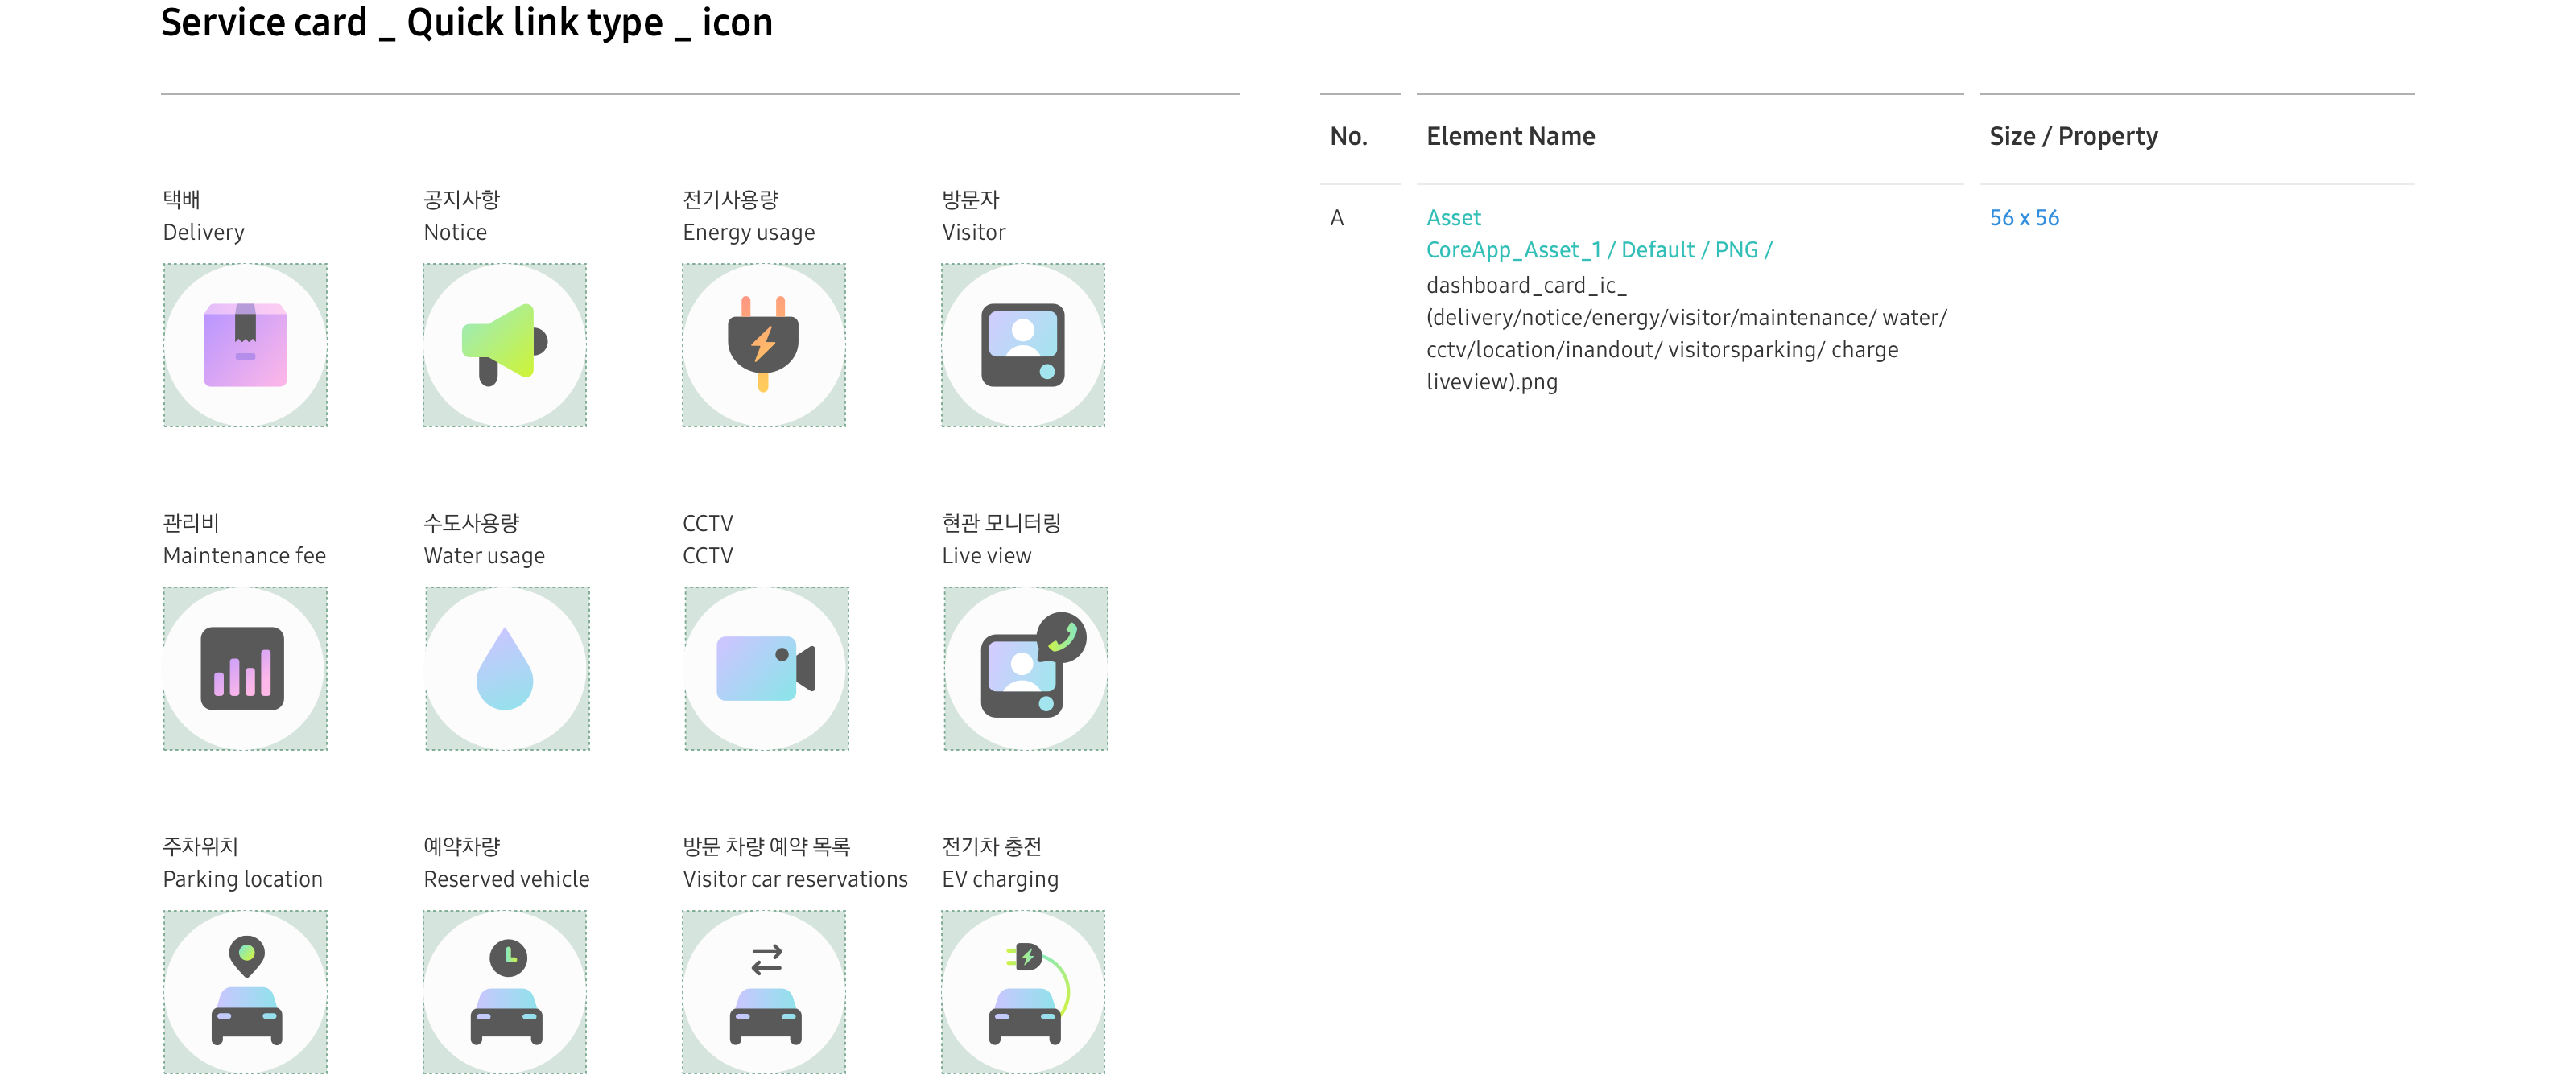 Service card _ Quick link type _ icon
택배
Delivery
공지사항
Notice
전기사용량
Energy usage
방문자
Visitor
관리비
Maintenance fee
수도사용량
Water usage
CCTV
CCTV
현관 모니터링
Live view
주차위치
Parking location
예약차량
Reserved vehicle
방문 차량 예약 목록
Visitor car reservations
전기차 충전
EV charging
No.
Element Name
Size / Property
A
Asset
CoreApp_Asset_1 / Default / PNG /
dashboard_card_ic_
(delivery/notice/energy/visitor/maintenance/ water/
cctv/location/inandout/ visitorsparking/ charge
liveview).png
56 x 56